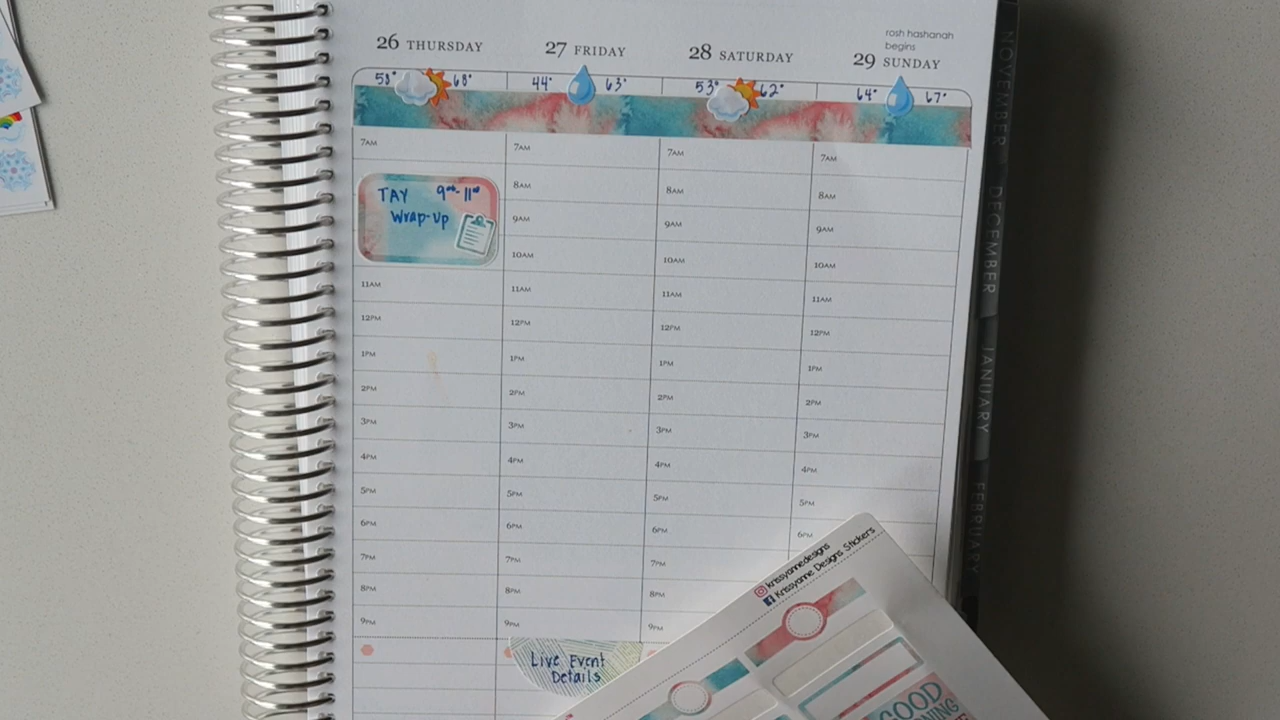 rosh hashanah
begins
26 THURSDAY
27 FRIDAY
28 SATURDAY
29 SUNDAY
58° 68°
44° 63°
53° 62°
64° 67°
7AM
TAY 9am-11am
Wrap-Up
11AM
12PM
1PM
2PM
3PM
4PM
5PM
6PM
7PM
8PM
9PM
7AM
8AM
9AM
10AM
11AM
12PM
1PM
2PM
3PM
4PM
5PM
6PM
7PM
8PM
9PM
Live Event
Details
7AM
8AM
9AM
10AM
11AM
12PM
1PM
2PM
3PM
4PM
5PM
6PM
7PM
8PM
9PM
7AM
8AM
9AM
10AM
11AM
12PM
1PM
2PM
3PM
4PM
5PM
6PM
NOVEMBER
DECEMBER
JANUARY
FEBRUARY
krissyannedesigns
Krissyanne Designs Stickers
GOOD